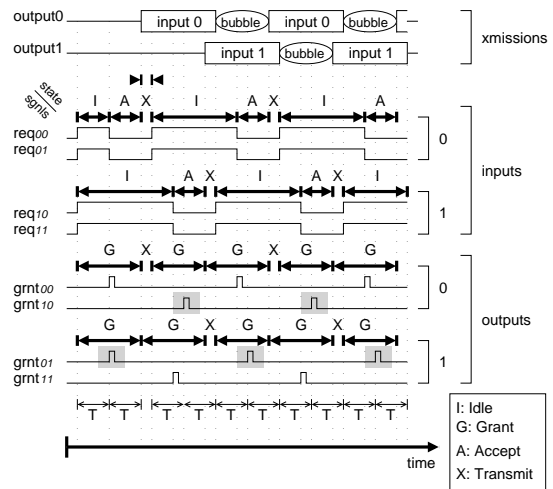 output0 input 0 bubble input 0 bubble
output1 input 1 bubble input 1
xmissions
state
sgnls
I A X I A X I A
req00
req01
0
I A X I A X I
req10
req11
1
inputs
G X G G X G G
grnt00
grnt10
0
G G X G G X G
grnt01
grnt11
1
outputs
T T T T T T T T T T
time
I: Idle
G: Grant
A: Accept
X: Transmit